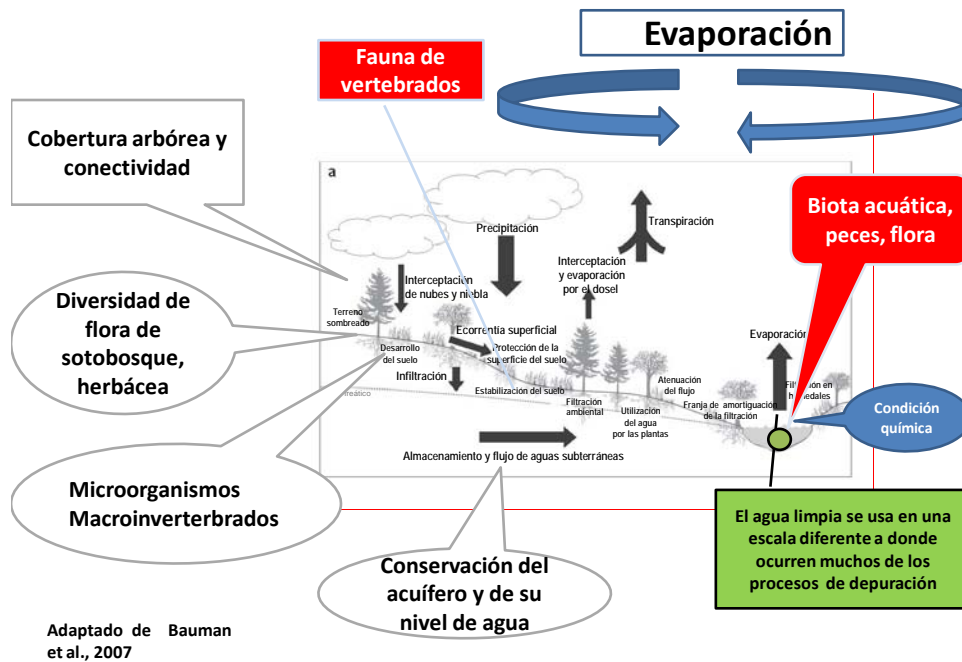 Evaporación
Fauna de
vertebrados
Cobertura arbórea y
conectividad
a
Biota acuática,
peces, flora
Precipitación
Transpiración
Interceptación
y evaporación
por el dosel
Interceptación
de nubes y niebla
Diversidad de
flora de
sotobosque,
herbácea
Terreno
sombreado
Ecorrentía superficial
Desarrollo
del suelo
Protección de la
superficie del suelo
Evaporación
Infiltración
Estabilización del suelo
Atenuación
del flujo
Filtración en
Filtración
ambiental
Utilización
del agua
por las plantas
Franja de amortiguación
de la filtración
Condición
química
Almacenamiento y flujo de aguas subterráneas
Microorganismos
Macroinverterbrados
El agua limpia se usa en una
escala diferente a donde
ocurren muchos de los
procesos de depuración
Conservación del
acuífero y de su
nivel de agua
Adaptado de Bauman
et al., 2007